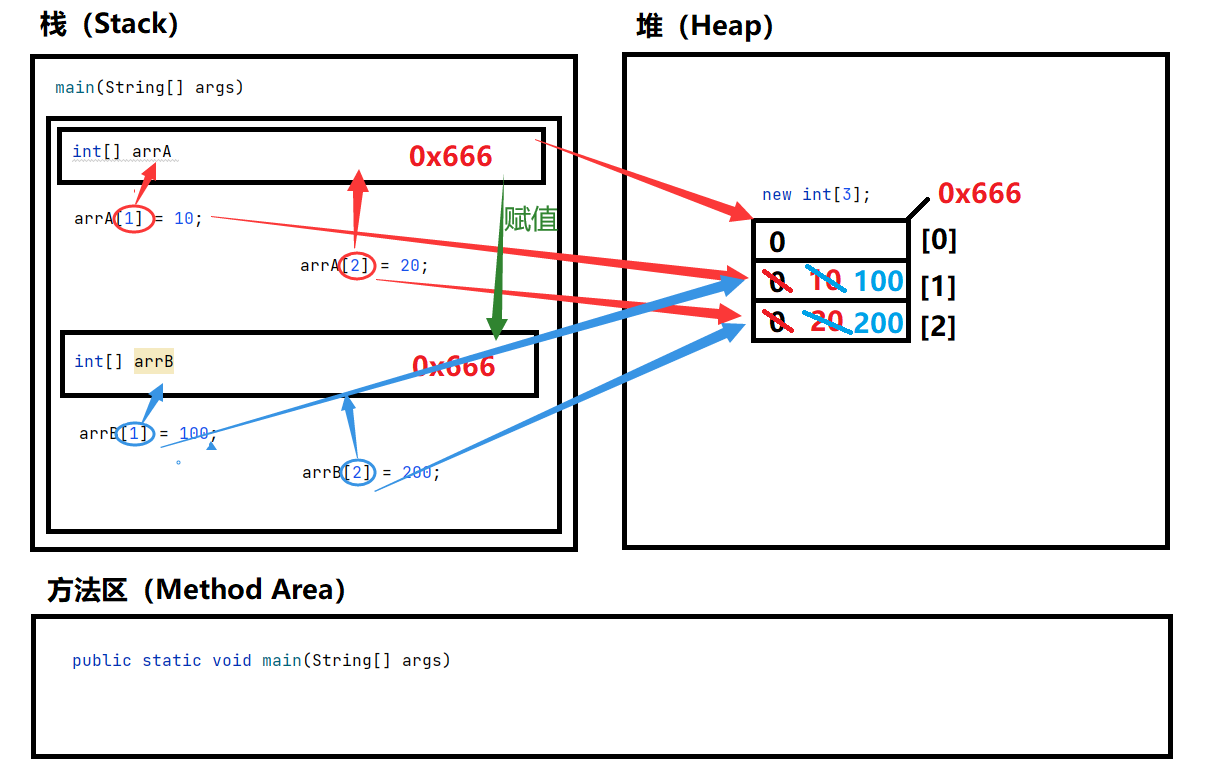 栈（Stack）
main(String[] args)
int[] arrA
0x666
arrA[1] = 10;
赋值
arrA[2] = 20;
int[] arrB
0x666
arrB[1] = 100;
arrB[2] = 200;
堆（Heap）
new int[3];
0x666
0
[0]
0 10 100
[1]
0 20 200
[2]
方法区（Method Area）
public static void main(String[] args)